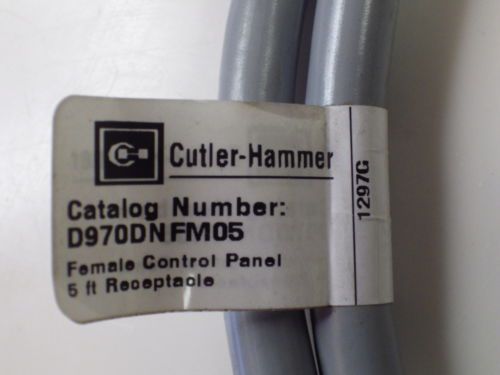 Cutler-Hammer
Catalog Number:
D970DNFM05
Female Control Panel
5 ft Receptacle
1297G